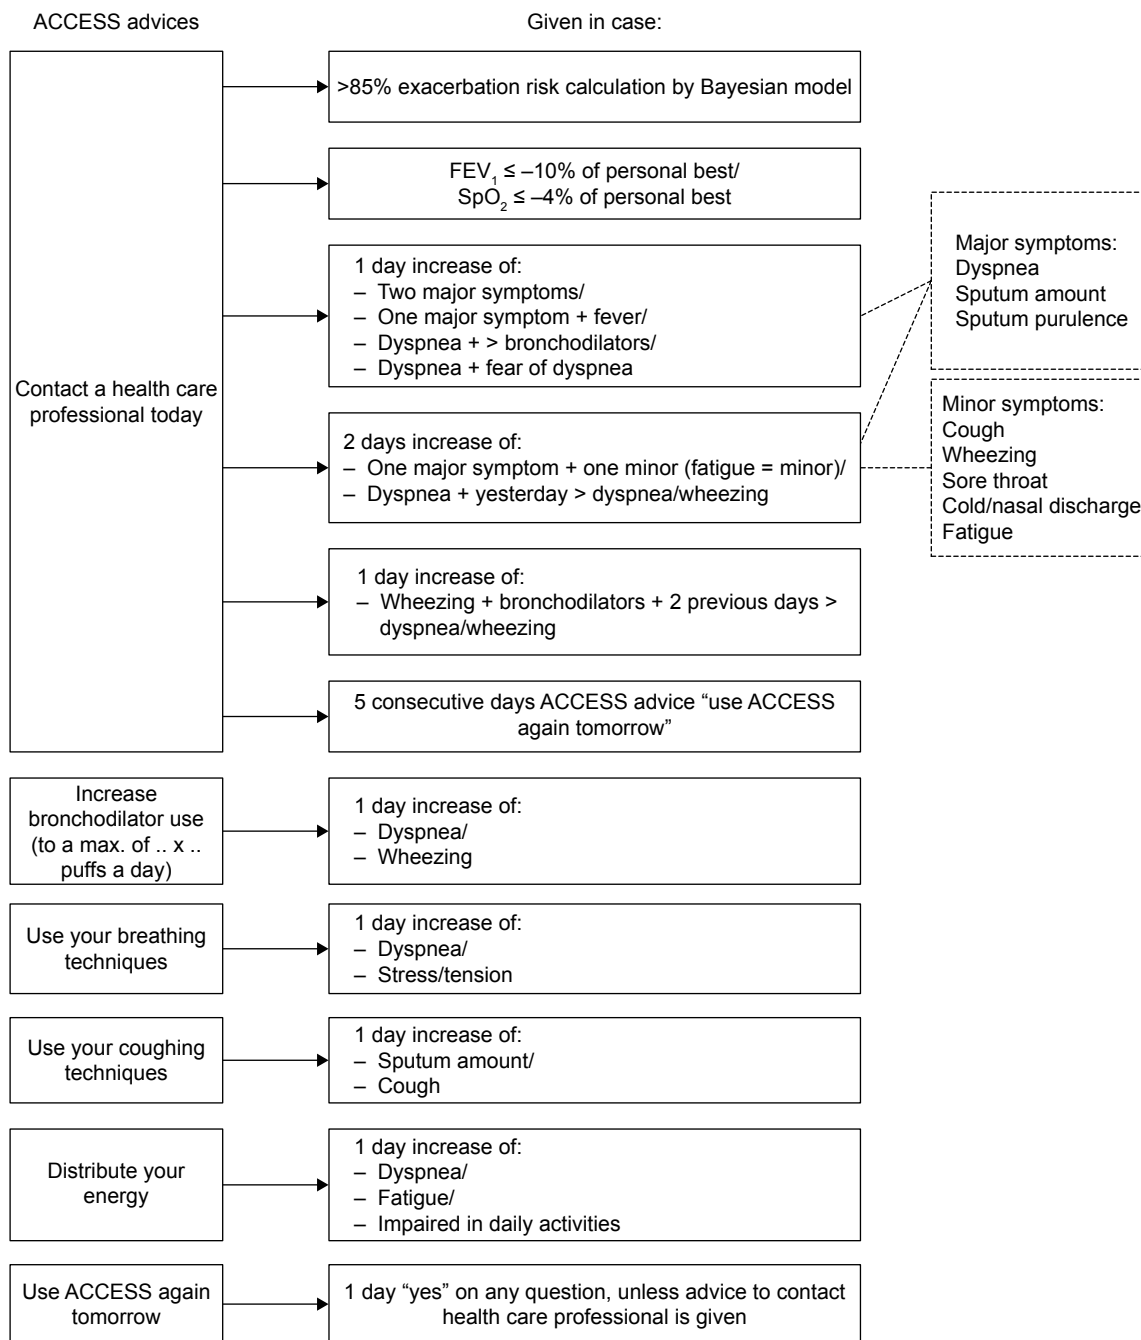 ACCESS advices
Given in case:
Contact a health care
professional today
>85% exacerbation risk calculation by Bayesian model
FEV₁ ≤ –10% of personal best/
SpO₂ ≤ –4% of personal best
1 day increase of:
– Two major symptoms/
– One major symptom + fever/
– Dyspnea + > bronchodilators/
– Dyspnea + fear of dyspnea
2 days increase of:
– One major symptom + one minor (fatigue = minor)/
– Dyspnea + yesterday > dyspnea/wheezing
Major symptoms:
Dyspnea
Sputum amount
Sputum purulence
Minor symptoms:
Cough
Wheezing
Sore throat
Cold/nasal discharge
Fatigue
1 day increase of:
– Wheezing + bronchodilators + 2 previous days >
dyspnea/wheezing
5 consecutive days ACCESS advice “use ACCESS
again tomorrow”
Increase
bronchodilator use
(to a max. of .. x ..
puffs a day)
1 day increase of:
– Dyspnea/
– Wheezing
Use your breathing
techniques
1 day increase of:
– Dyspnea/
– Stress/tension
Use your coughing
techniques
1 day increase of:
– Sputum amount/
– Cough
Distribute your
energy
1 day increase of:
– Dyspnea/
– Fatigue/
– Impaired in daily activities
Use ACCESS again
tomorrow
1 day “yes” on any question, unless advice to contact
health care professional is given